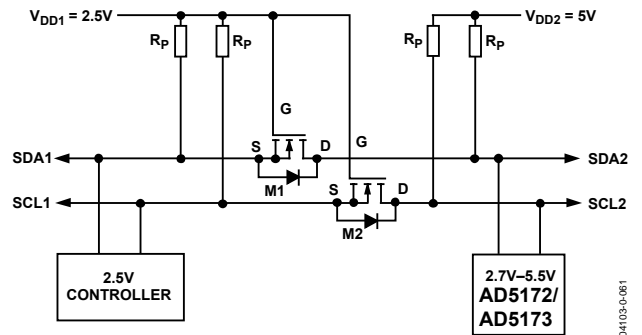 VDD1 = 2.5V
VDD2 = 5V
RP
RP
RP
RP
G
G
S
D
SDA1
SDA2
M1
S
D
SCL1
SCL2
M2
2.5V
CONTROLLER
2.7V–5.5V
AD5172/
AD5173
04103-0-061